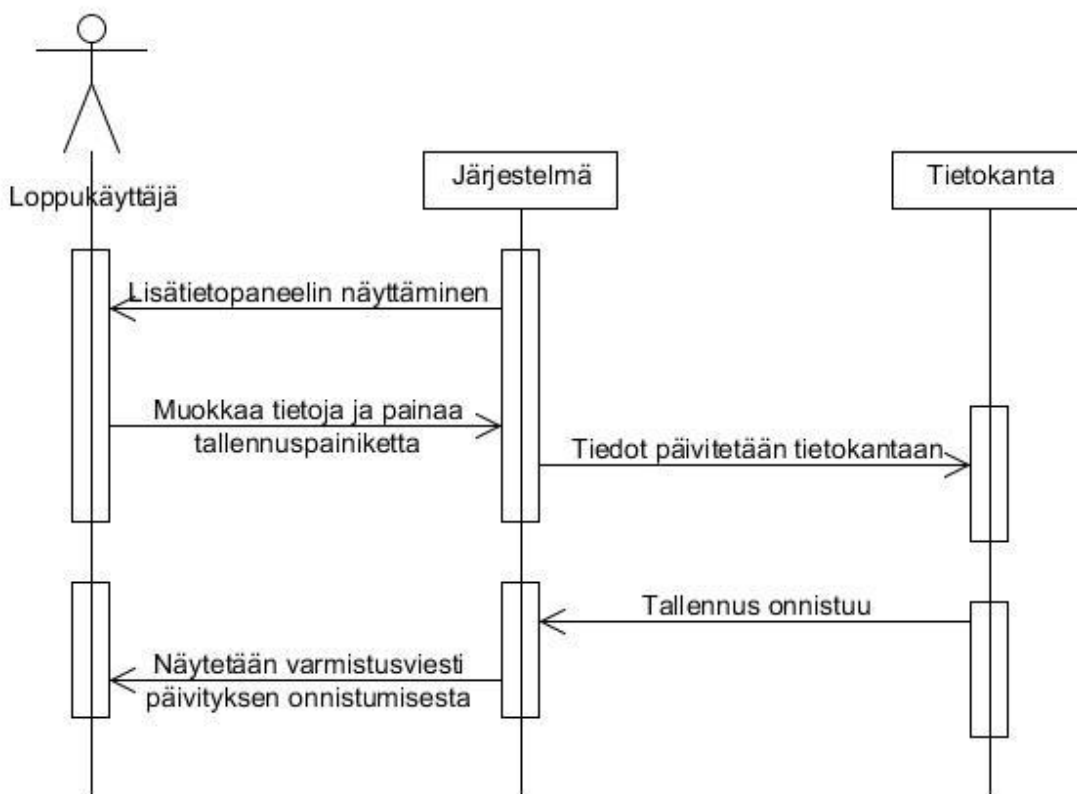 Loppukäyttäjä
Järjestelmä
Tietokanta
Lisätietopaneelin näyttäminen
Muokkaa tietoja ja painaa
tallennuspainiketta
Tiedot päivitetään tietokantaan
Tallennus onnistuu
Näytetään varmistusviesti
päivityksen onnistumisesta